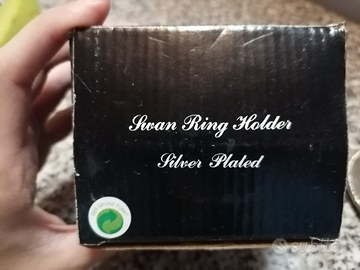 Swan Ring Holder
Silver Plated